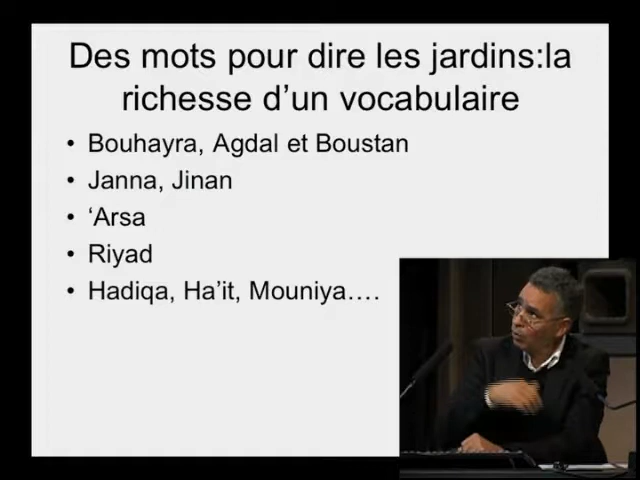 Des mots pour dire les jardins:la
richesse d’un vocabulaire
• Bouhayra, Agdal et Boustan
• Janna, Jinan
• ‘Arsa
• Riyad
• Hadiqa, Ha’it, Mouniya….